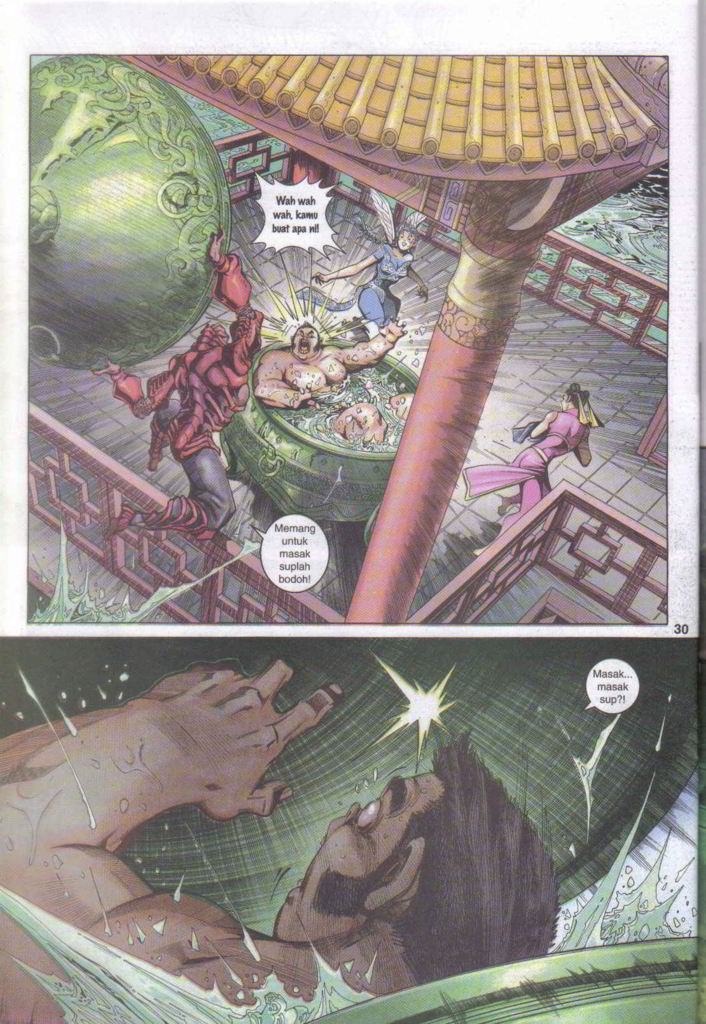 Wah wah
wah, kamu
buat apa ni!
Memang
untuk
masak
suplah
bodoh!
30
Masak...
masak
sup?!